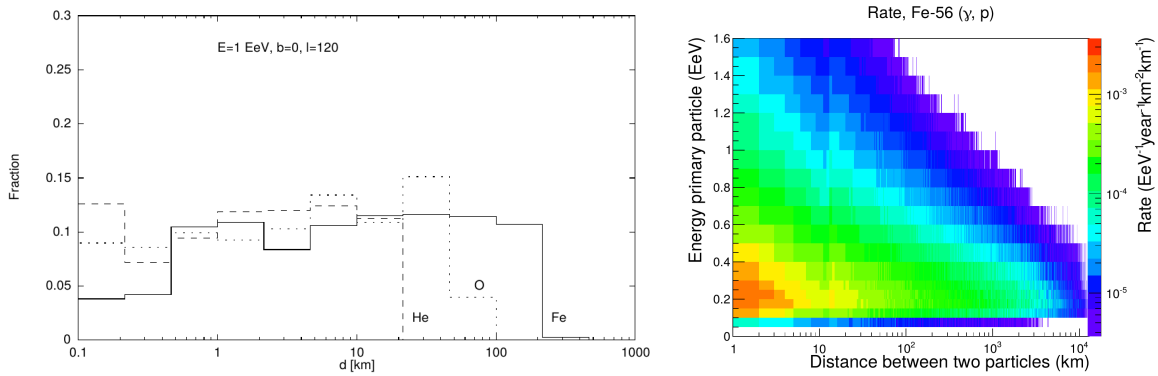 0.3
0.25
0.2
0.15
0.1
0.05
0
Fraction
E=1 EeV, b=0, l=120
He
O
Fe
0.1
1
10
100
1000
d [km]
Rate, Fe-56 (γ, p)
1.6
1.4
1.2
1
0.8
0.6
0.4
0.2
0
Energy primary particle (EeV)
1
10
10²
10³
10⁴
Distance between two particles (km)
10⁻³
10⁻⁴
10⁻⁵
Rate (EeV⁻¹year⁻¹km⁻²km⁻¹)